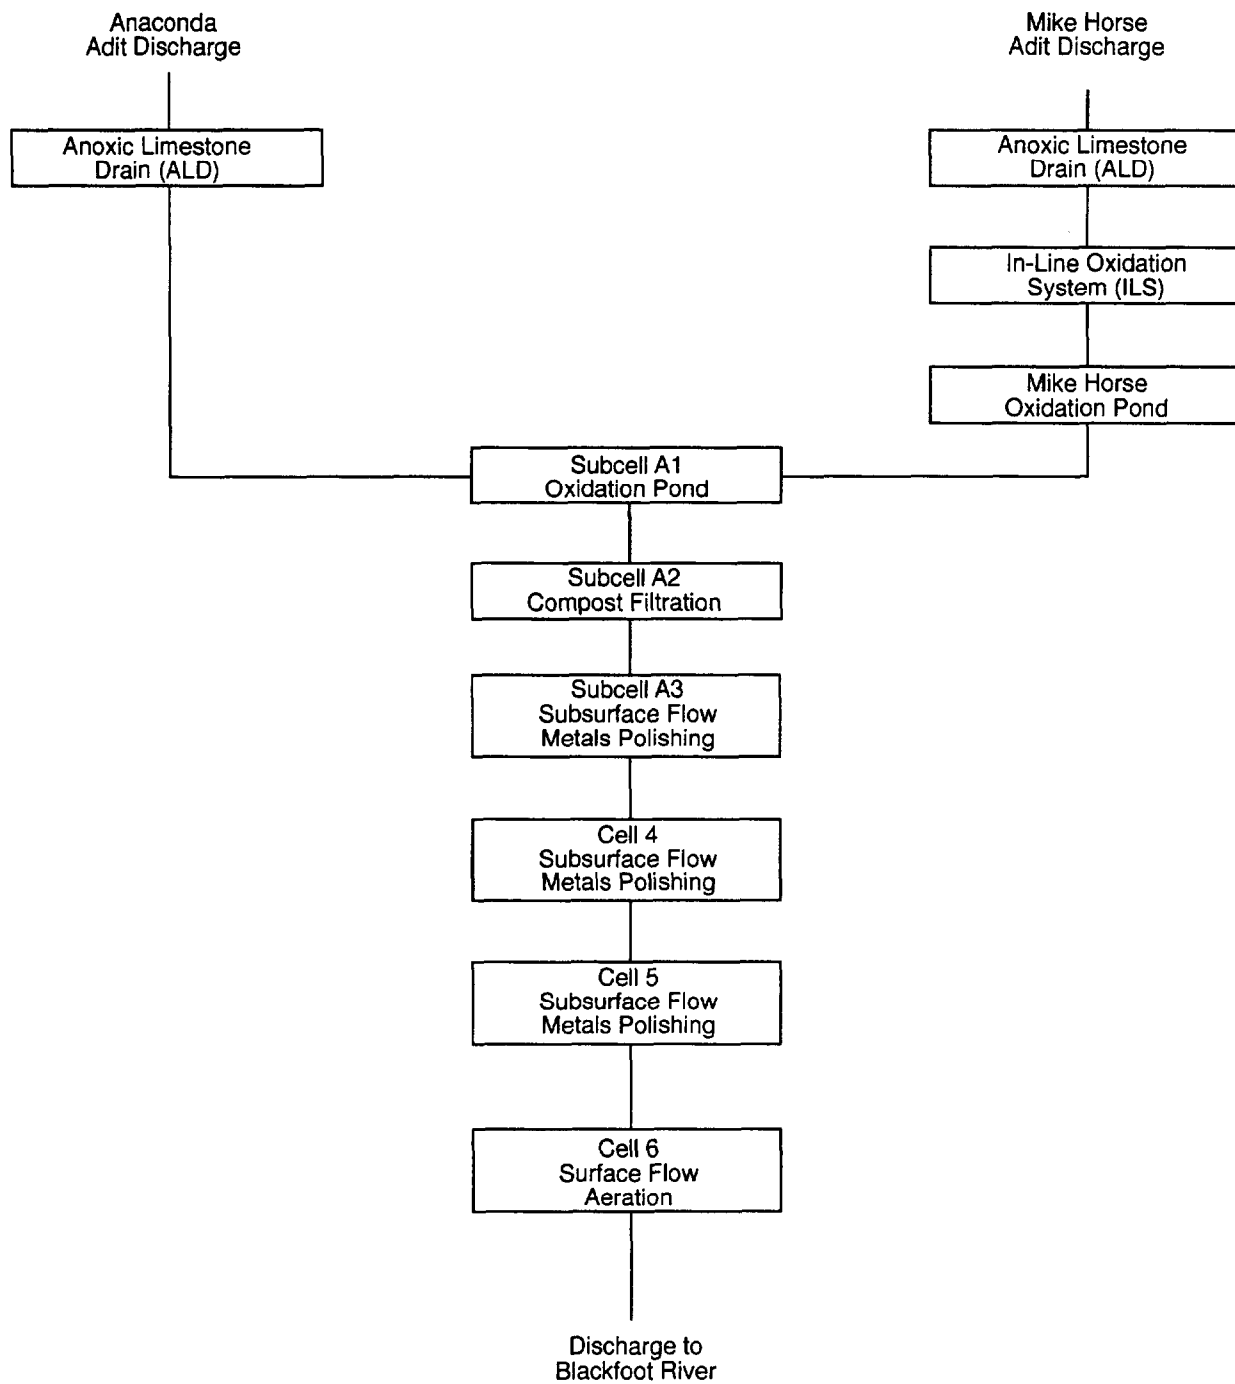 Anaconda
Adit Discharge
Mike Horse
Adit Discharge
Anoxic Limestone
Drain (ALD)
Anoxic Limestone
Drain (ALD)
In-Line Oxidation
System (ILS)
Mike Horse
Oxidation Pond
Subcell A1
Oxidation Pond
Subcell A2
Compost Filtration
Subcell A3
Subsurface Flow
Metals Polishing
Cell 4
Subsurface Flow
Metals Polishing
Cell 5
Subsurface Flow
Metals Polishing
Cell 6
Surface Flow
Aeration
Discharge to
Blackfoot River